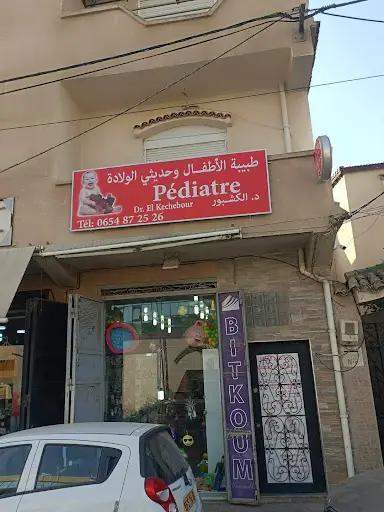 طبيبة الأطفال وحديثي الولادة
Pédiatre
Dr. El Kechebour
د. الكشبور
Tél: 0654 87 25 26
BITKOUM